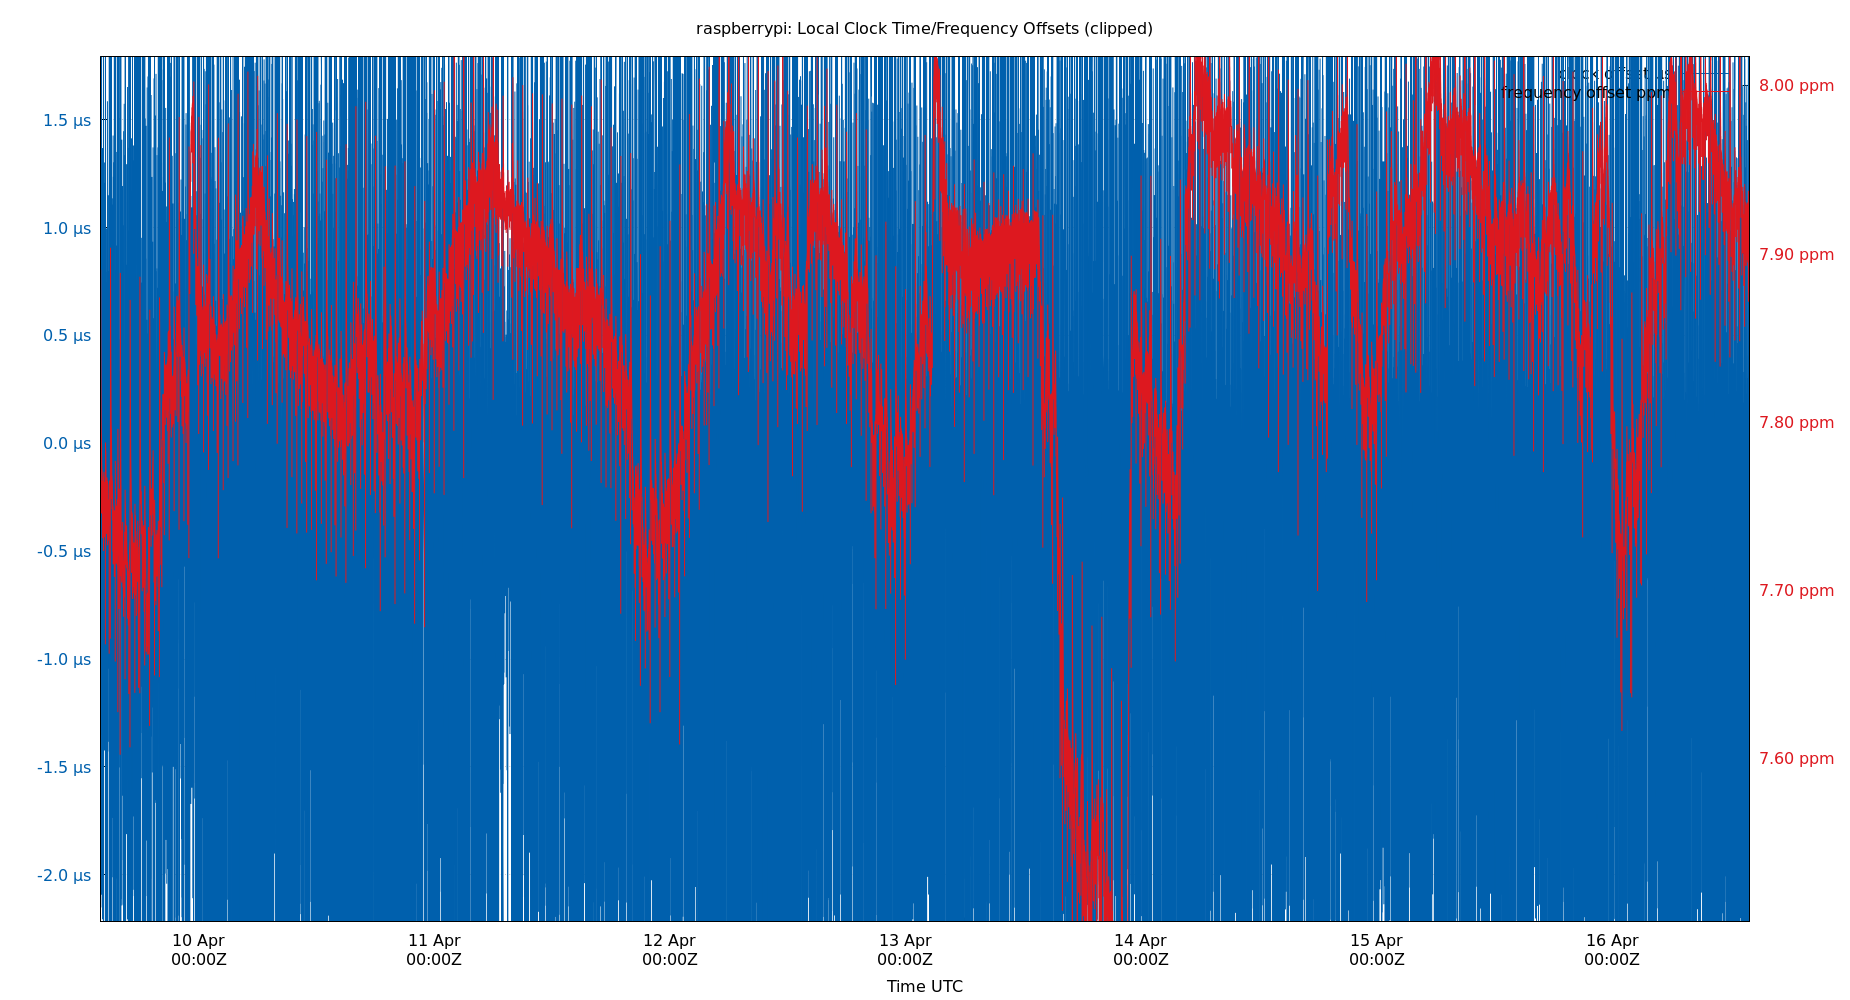 raspberrypi: Local Clock Time/Frequency Offsets (clipped)
clock offset µs
frequency offset ppm
1.5 µs
1.0 µs
0.5 µs
0.0 µs
-0.5 µs
-1.0 µs
-1.5 µs
-2.0 µs
8.00 ppm
7.90 ppm
7.80 ppm
7.70 ppm
7.60 ppm
10 Apr
00:00Z
11 Apr
00:00Z
12 Apr
00:00Z
13 Apr
00:00Z
14 Apr
00:00Z
15 Apr
00:00Z
16 Apr
00:00Z
Time UTC